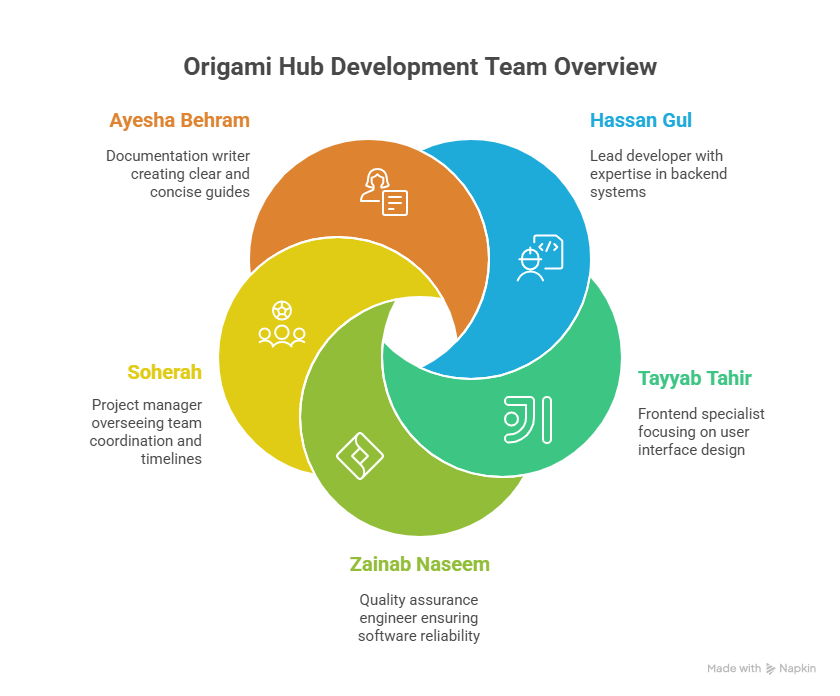 Origami Hub Development Team Overview
Ayesha Behram
Documentation writer
creating clear and
concise guides
Hassan Gul
Lead developer with
expertise in backend
systems
Soherah
Project manager
overseeing team
coordination and
timelines
Tayyab Tahir
Frontend specialist
focusing on user
interface design
Zainab Naseem
Quality assurance
engineer ensuring
software reliability
Made with Napkin